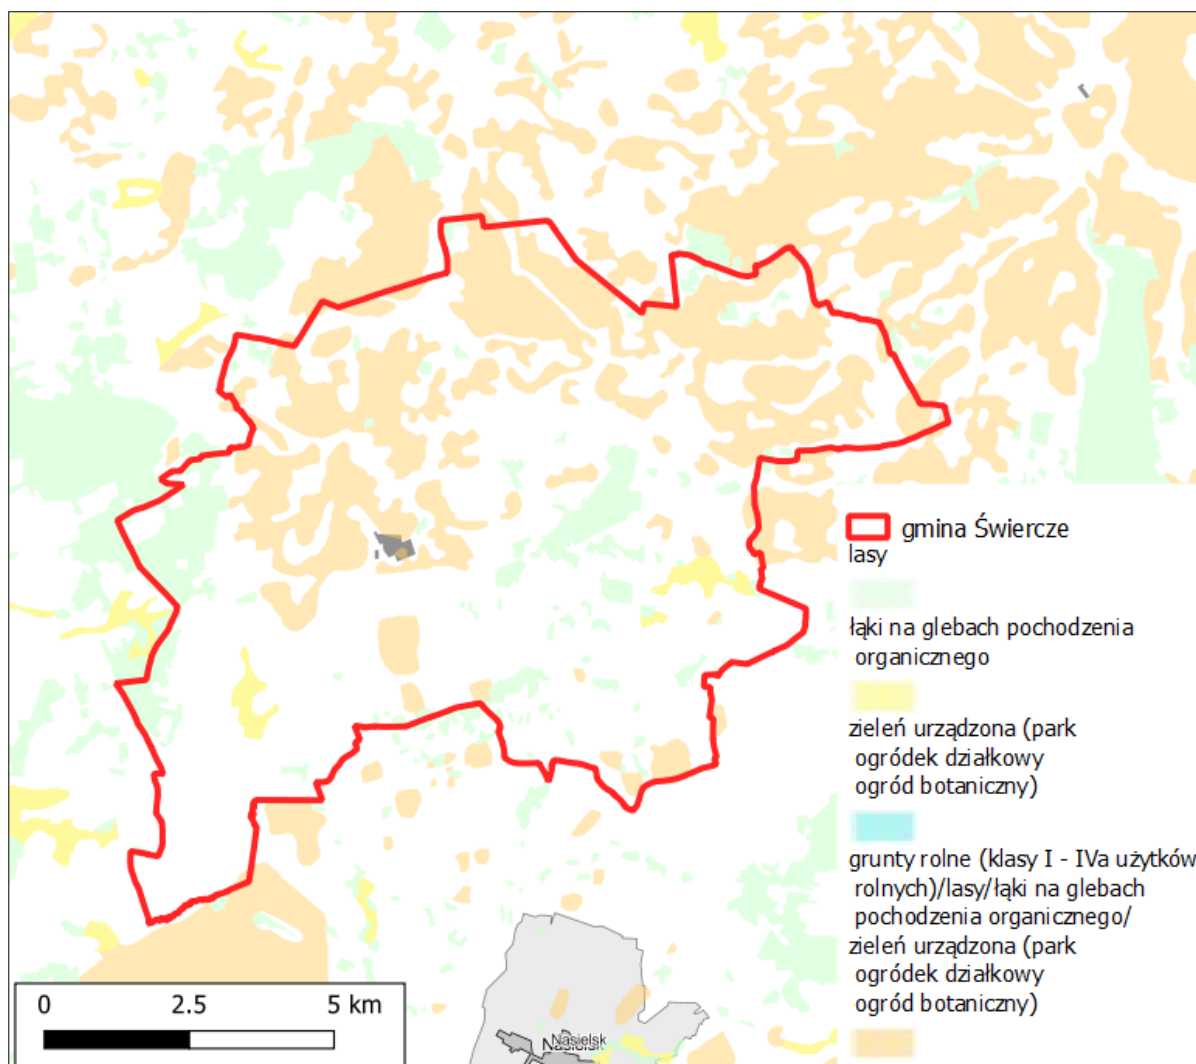 gmina Świercze
lasy
łąki na glebach pochodzenia
organicznego
zieleń urządzona (park
ogródek działkowy
ogród botaniczny)
grunty rolne (klasy I - IVa użytków
rolnych)/lasy/łąki na glebach
pochodzenia organicznego/
zieleń urządzona (park
ogródek działkowy
ogród botaniczny)
0 2.5 5 km
Nasielsk
Nasielsk